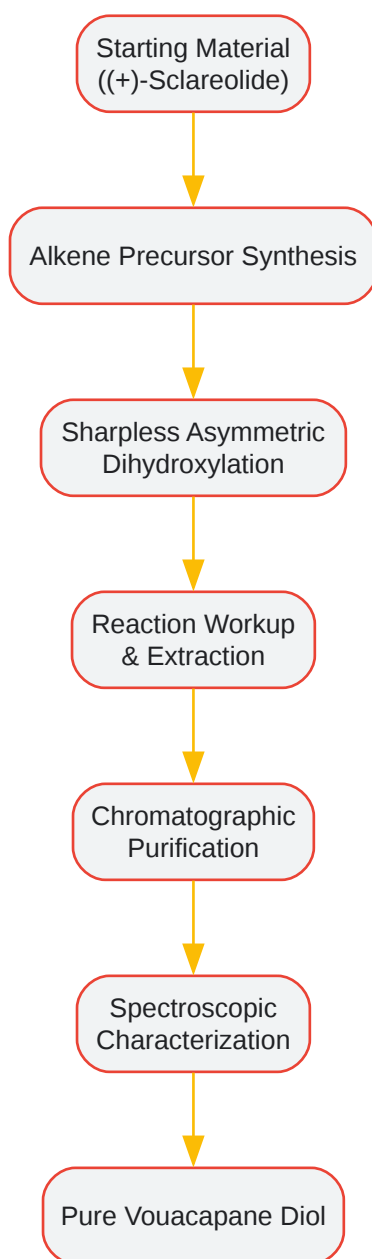 Starting Material
((+)-Sclareolide)
Alkene Precursor Synthesis
Sharpless Asymmetric
Dihydroxylation
Reaction Workup
& Extraction
Chromatographic
Purification
Spectroscopic
Characterization
Pure Vouacapane Diol